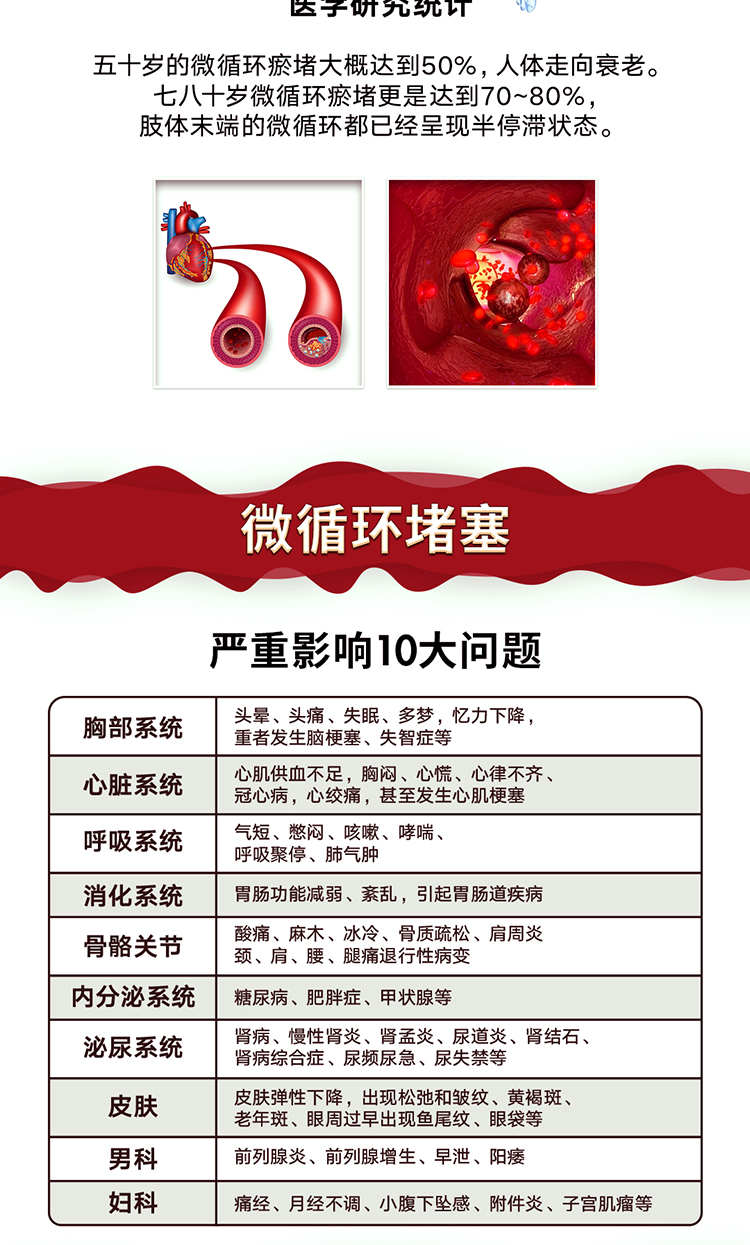 医学研究统计
五十岁的微循环瘀堵大概达到50%，人体走向衰老。
七八十岁微循环瘀堵更是达到70~80%，
肢体末端的微循环都已经呈现半停滞状态。
微循环堵塞
严重影响10大问题
胸部系统
头晕、头痛、失眠、多梦，忆力下降，
重者发生脑梗塞、失智症等
心脏系统
心肌供血不足，胸闷、心慌、心律不齐、
冠心病，心绞痛，甚至发生心肌梗塞
呼吸系统
气短、憋闷、咳嗽、哮喘、
呼吸聚停、肺气肿
消化系统
胃肠功能减弱、紊乱，引起胃肠道疾病
骨骼关节
酸痛、麻木、冰冷、骨质疏松、肩周炎
颈、肩、腰、腿痛退行性病变
内分泌系统
糖尿病、肥胖症、甲状腺等
泌尿系统
肾病、慢性肾炎、肾孟炎、尿道炎、肾结石、
肾病综合症、尿频尿急、尿失禁等
皮肤
皮肤弹性下降，出现松弛和皱纹、黄褐斑、
老年斑、眼周过早出现鱼尾纹、眼袋等
男科
前列腺炎、前列腺增生、早泄、阳痿
妇科
痛经、月经不调、小腹下坠感、附件炎、子宫肌瘤等